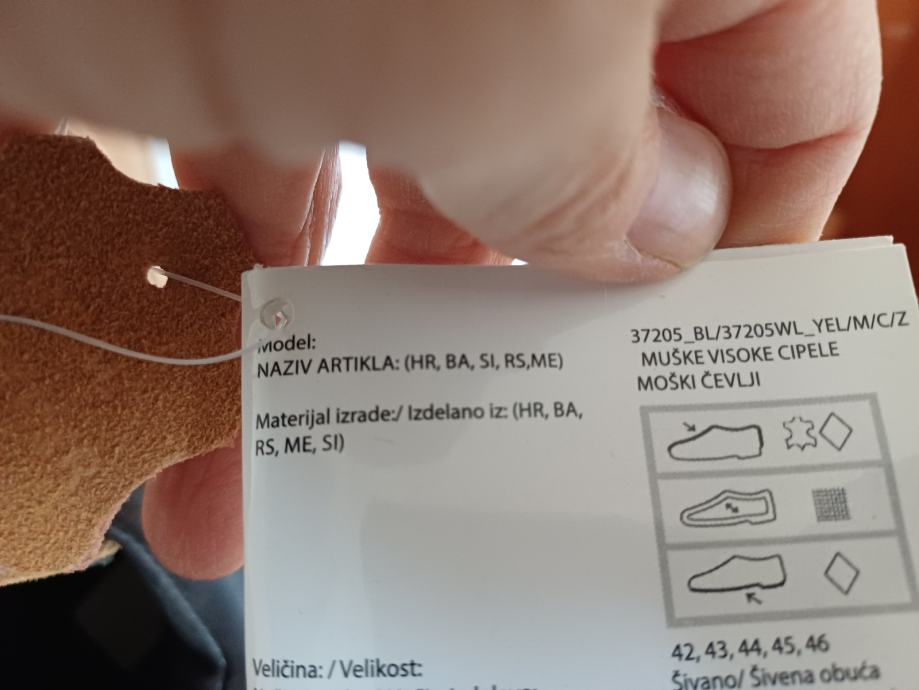 Model:
37205_BL/37205WL_YEL/M/C/Z
NAZIV ARTIKLA: (HR, BA, SI, RS,ME)
MUŠKE VISOKE CIPELE
MOŠKI ČEVLJI
Materijal izrade:/ Izdelano iz: (HR, BA,
RS, ME, SI)
Veličina: / Velikost:
42, 43, 44, 45, 46
Šivano/ Šivena obuća